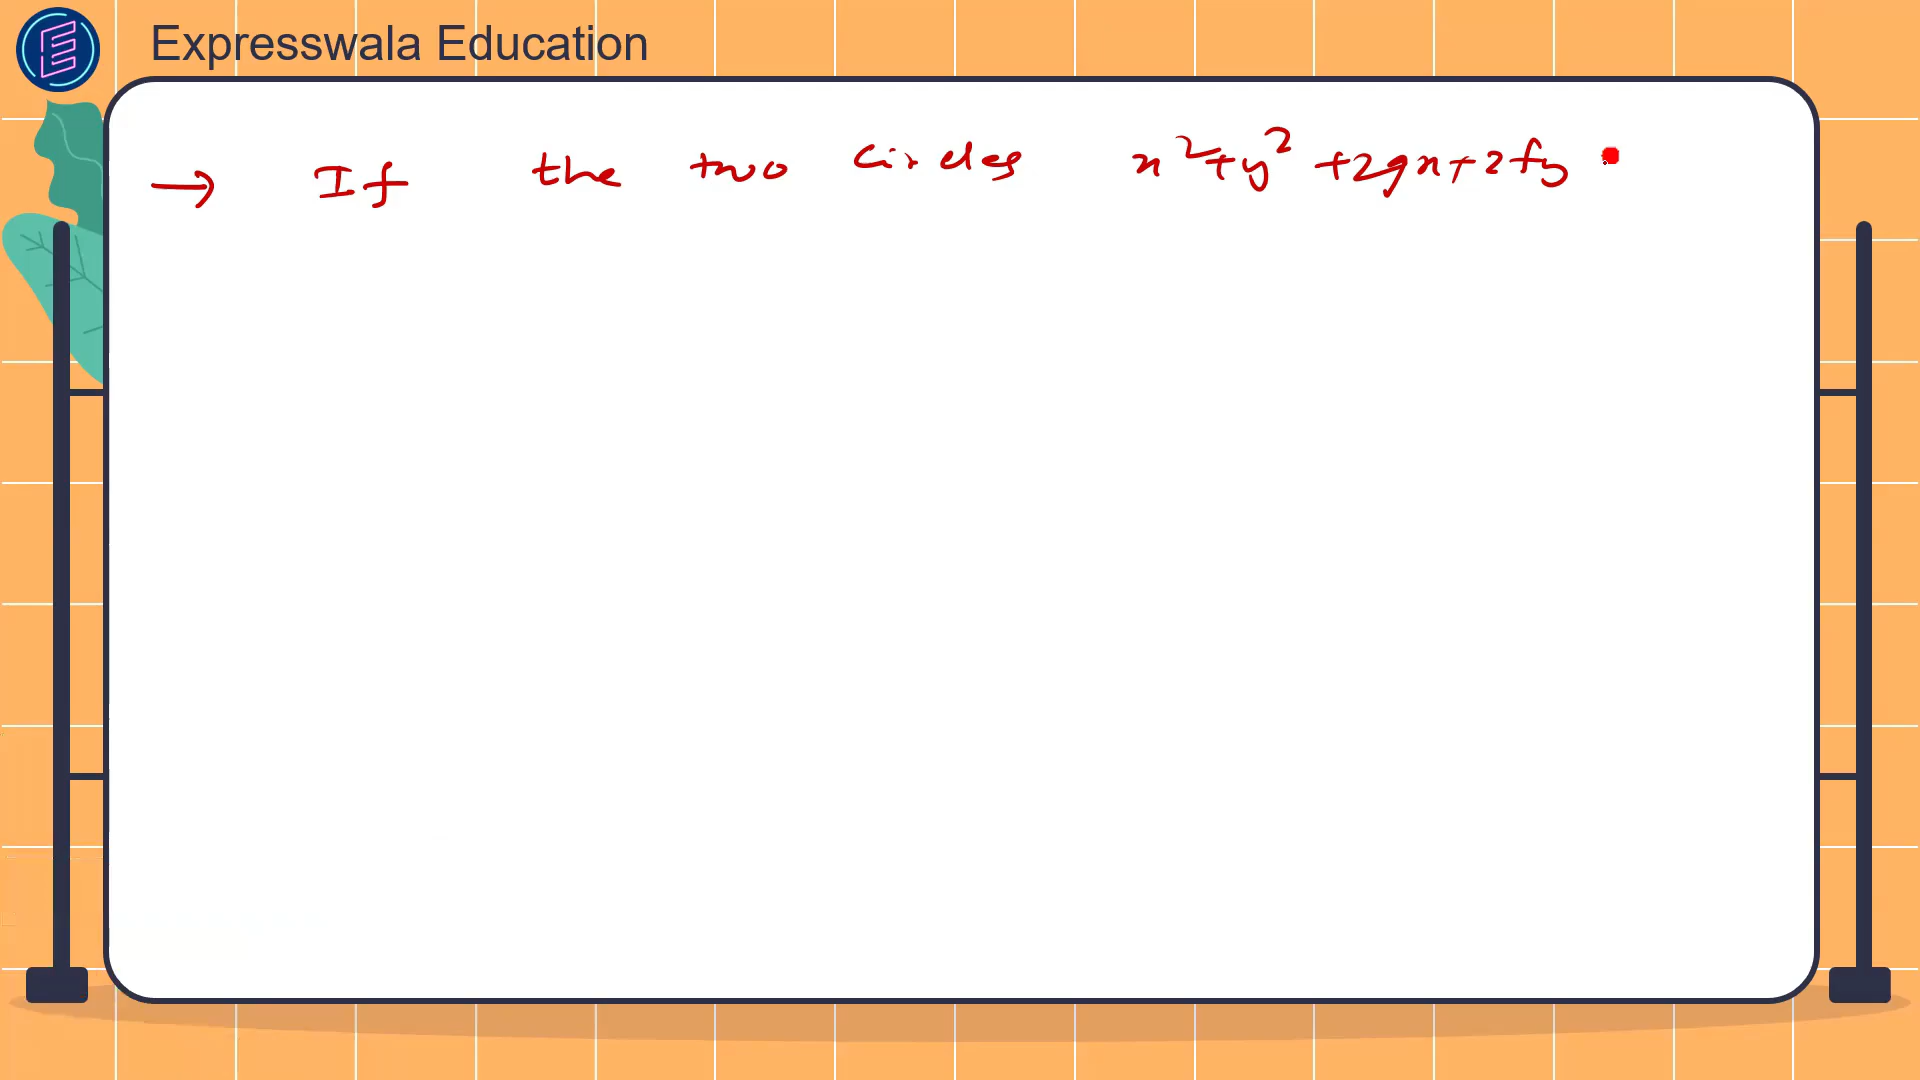 Expresswala Education
→ If the two circles x²+y²+2gx+2fy